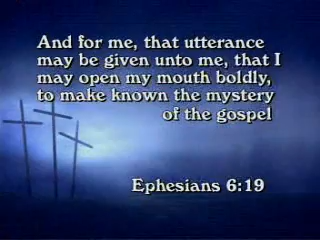 And for me, that utterance
may be given unto me, that I
may open my mouth boldly,
to make known the mystery
of the gospel
Ephesians 6:19